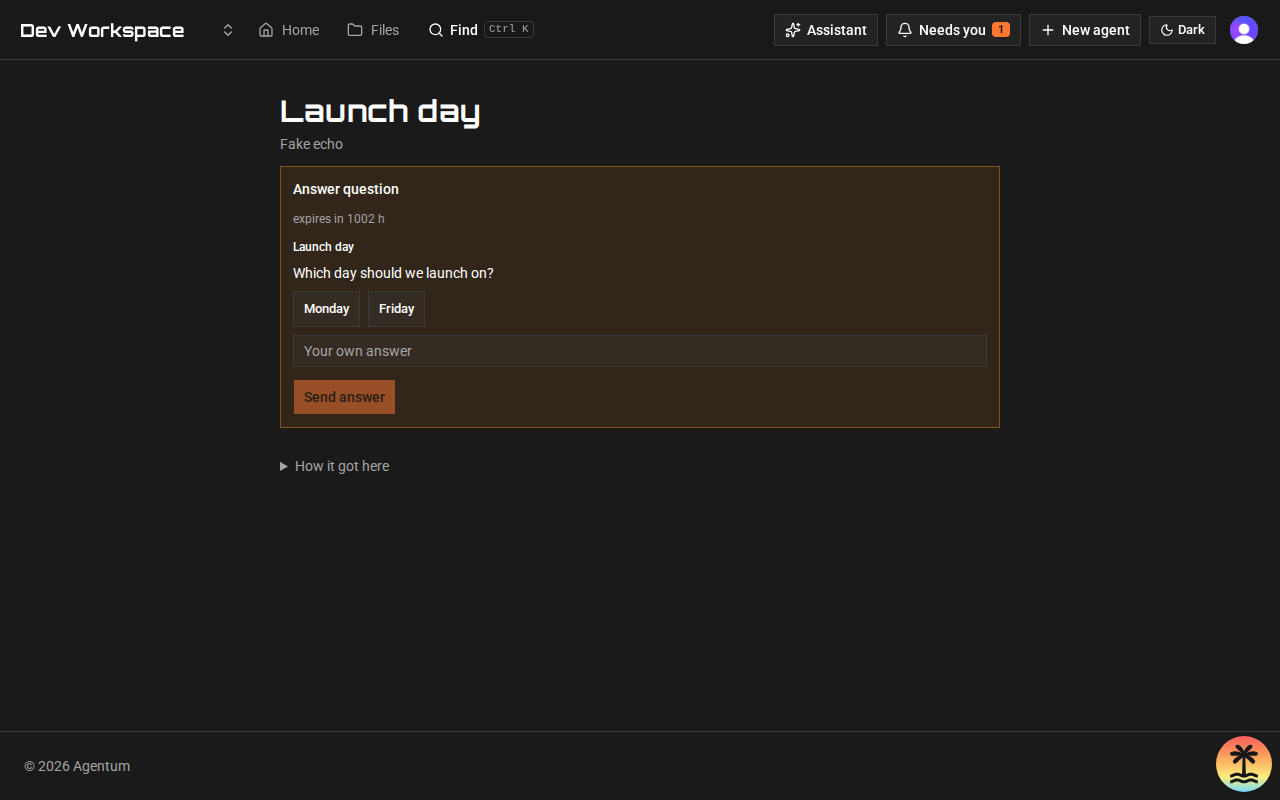 Dev Workspace
Home
Files
Find Ctrl K
Assistant
Needs you 1
New agent
Dark
Launch day
Fake echo
Answer question
expires in 1002 h
Launch day
Which day should we launch on?
Monday
Friday
Your own answer
Send answer
How it got here
© 2026 Agentum